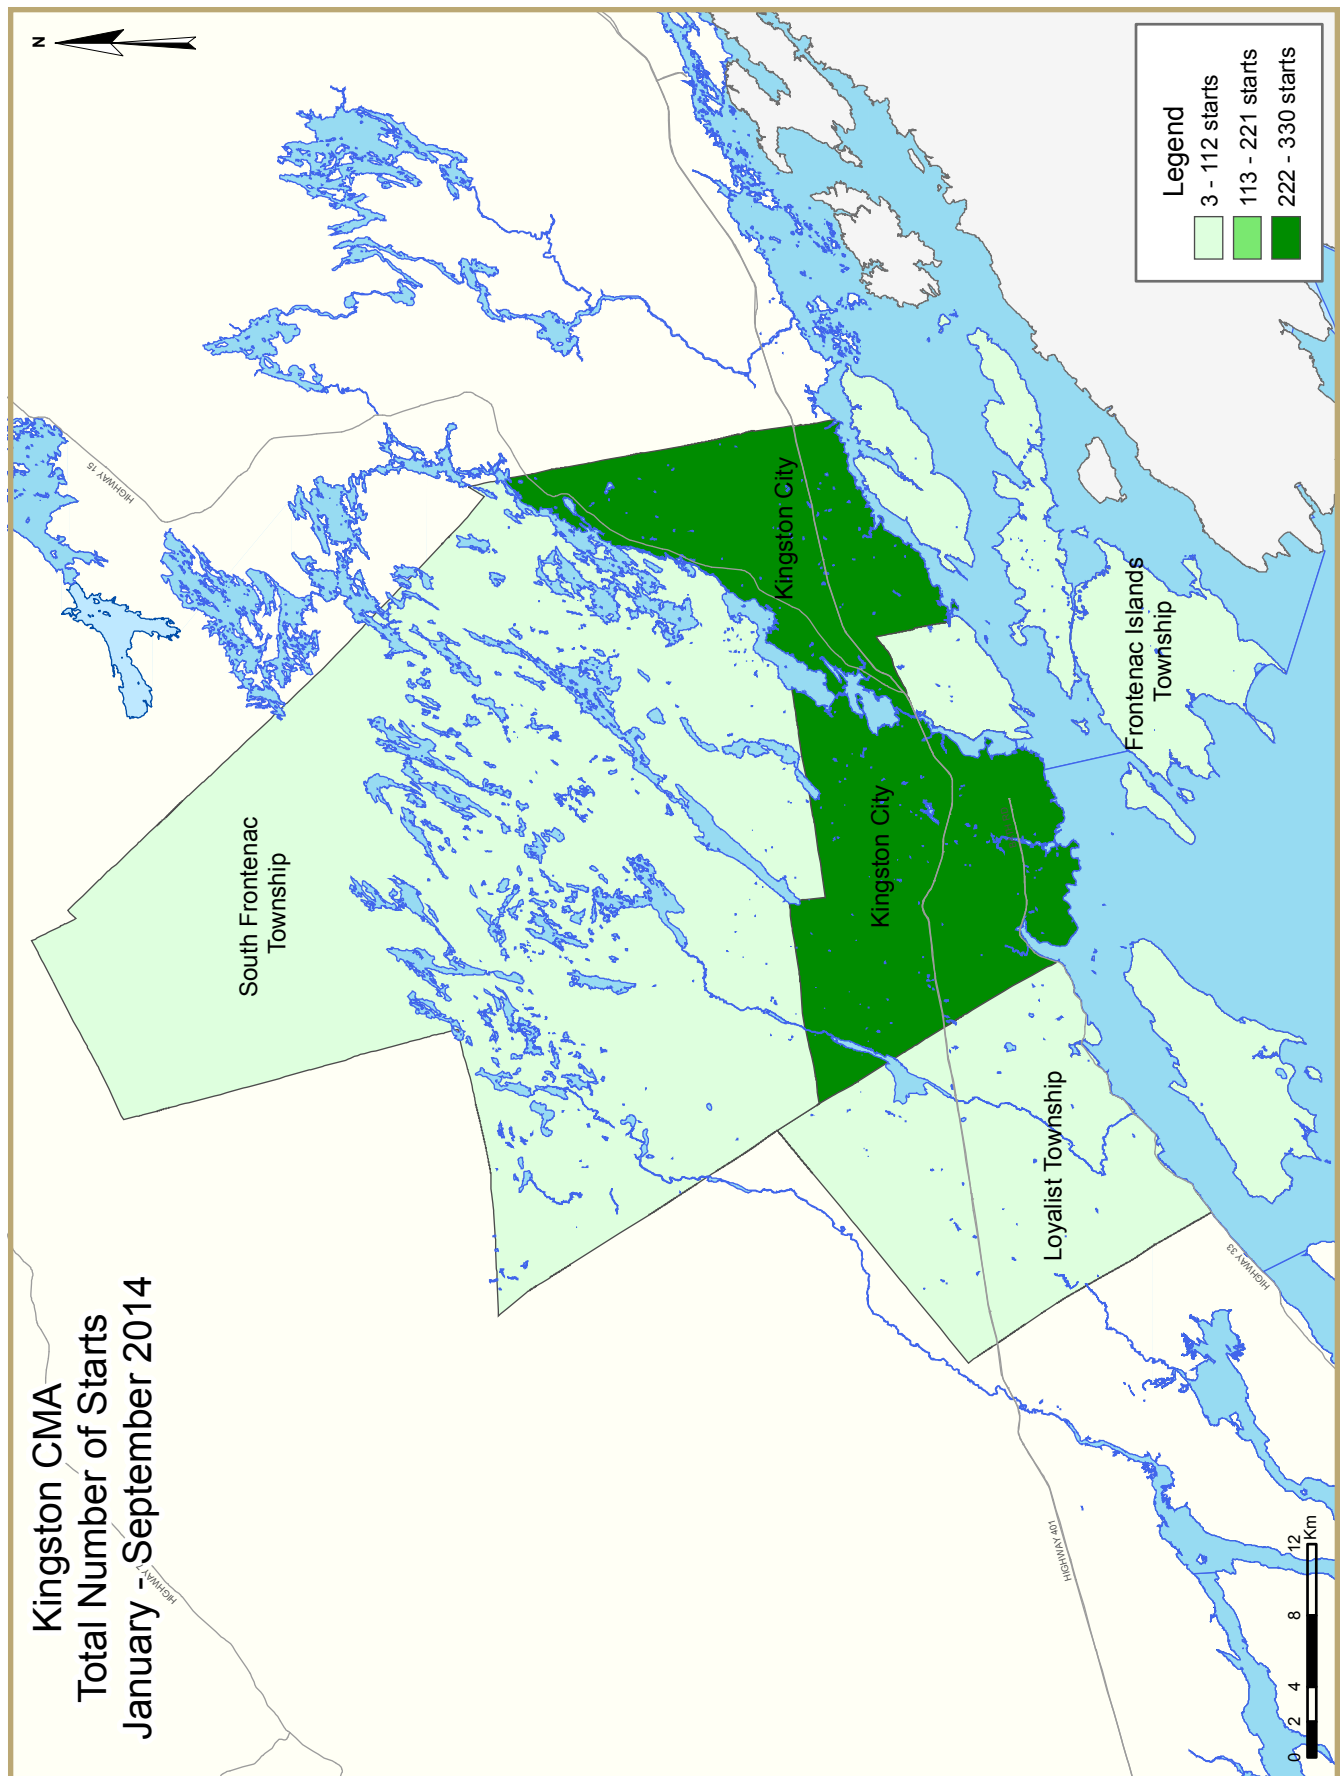 Kingston CMA
Total Number of Starts
January - September 2014
N
Legend
3 - 112 starts
113 - 221 starts
222 - 330 starts
HIGHWAY 7
HIGHWAY 15
South Frontenac
Township
Kingston City
Kingston City
Loyalist Township
Frontenac Islands
Township
HIGHWAY 401
HIGHWAY 33
0 2 4 8 12
Km